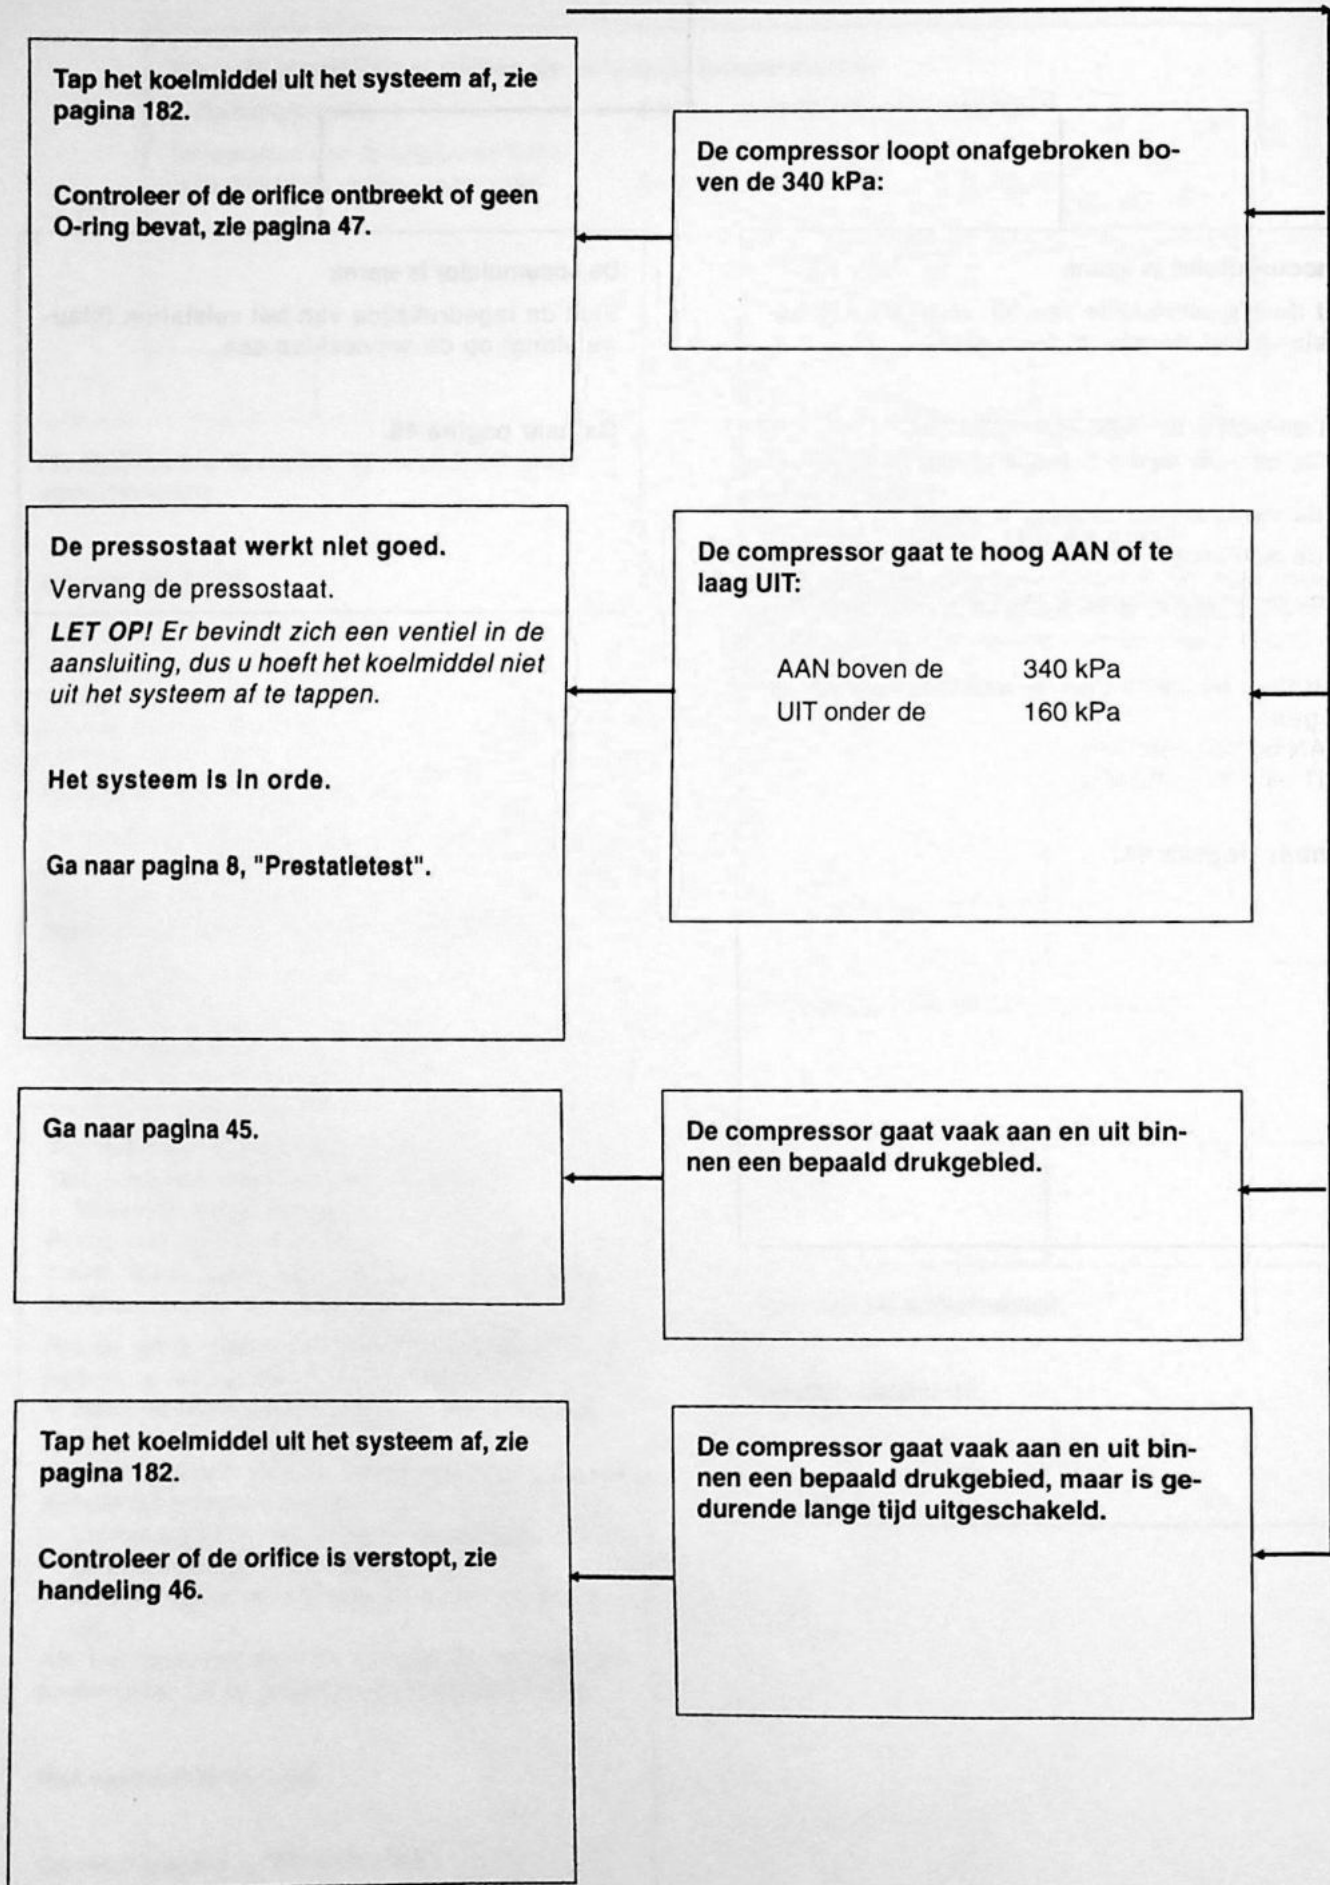 Tap het koelmiddel uit het systeem af, zie
pagina 182.
Controleer of de orifice ontbreekt of geen
O-ring bevat, zie pagina 47.
De compressor loopt onafgebroken bo-
ven de 340 kPa:
De pressostaat werkt niet goed.
Vervang de pressostaat.
LET OP! Er bevindt zich een ventiel in de
aansluiting, dus u hoeft het koelmiddel niet
uit het systeem af te tappen.
Het systeem is in orde.
Ga naar pagina 8, "Prestatietest".
De compressor gaat te hoog AAN of te
laag UIT:
AAN boven de 340 kPa
UIT onder de 160 kPa
Ga naar pagina 45.
De compressor gaat vaak aan en uit bin-
nen een bepaald drukgebied.
Tap het koelmiddel uit het systeem af, zie
pagina 182.
Controleer of de orifice is verstopt, zie
handeling 46.
De compressor gaat vaak aan en uit bin-
nen een bepaald drukgebied, maar is ge-
durende lange tijd uitgeschakeld.